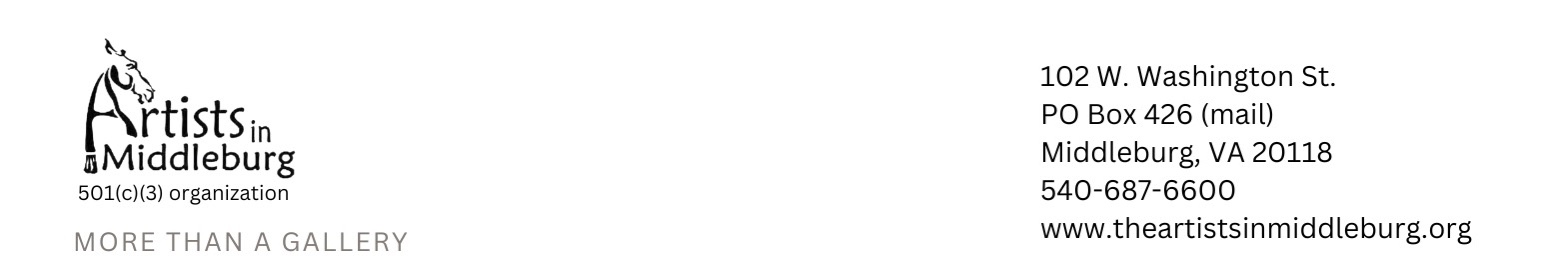 Artists in
Middleburg
501(c)(3) organization
MORE THAN A GALLERY
102 W. Washington St.
PO Box 426 (mail)
Middleburg, VA 20118
540-687-6600
www.theartistsinmiddleburg.org